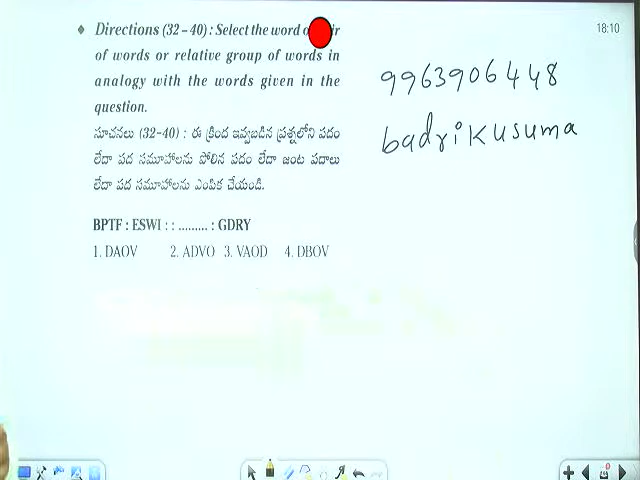 Directions (32 – 40) : Select the word
of words or relative group of words in
analogy with the words given in the
question.
సూచనలు (32-40) : ఈ క్రింద ఇవ్వబడిన ప్రశ్నలోని పదం
లేదా పద సమూహాలను పోలిన పదం లేదా జంట పదాలు
లేదా పద సమూహాలను ఎంపిక చేయండి.
BPTF : ESWI : : ......... : GDRY
1. DAOV 2. ADVO 3. VAOD 4. DBOV
18:10
9963906448
badrikusuma